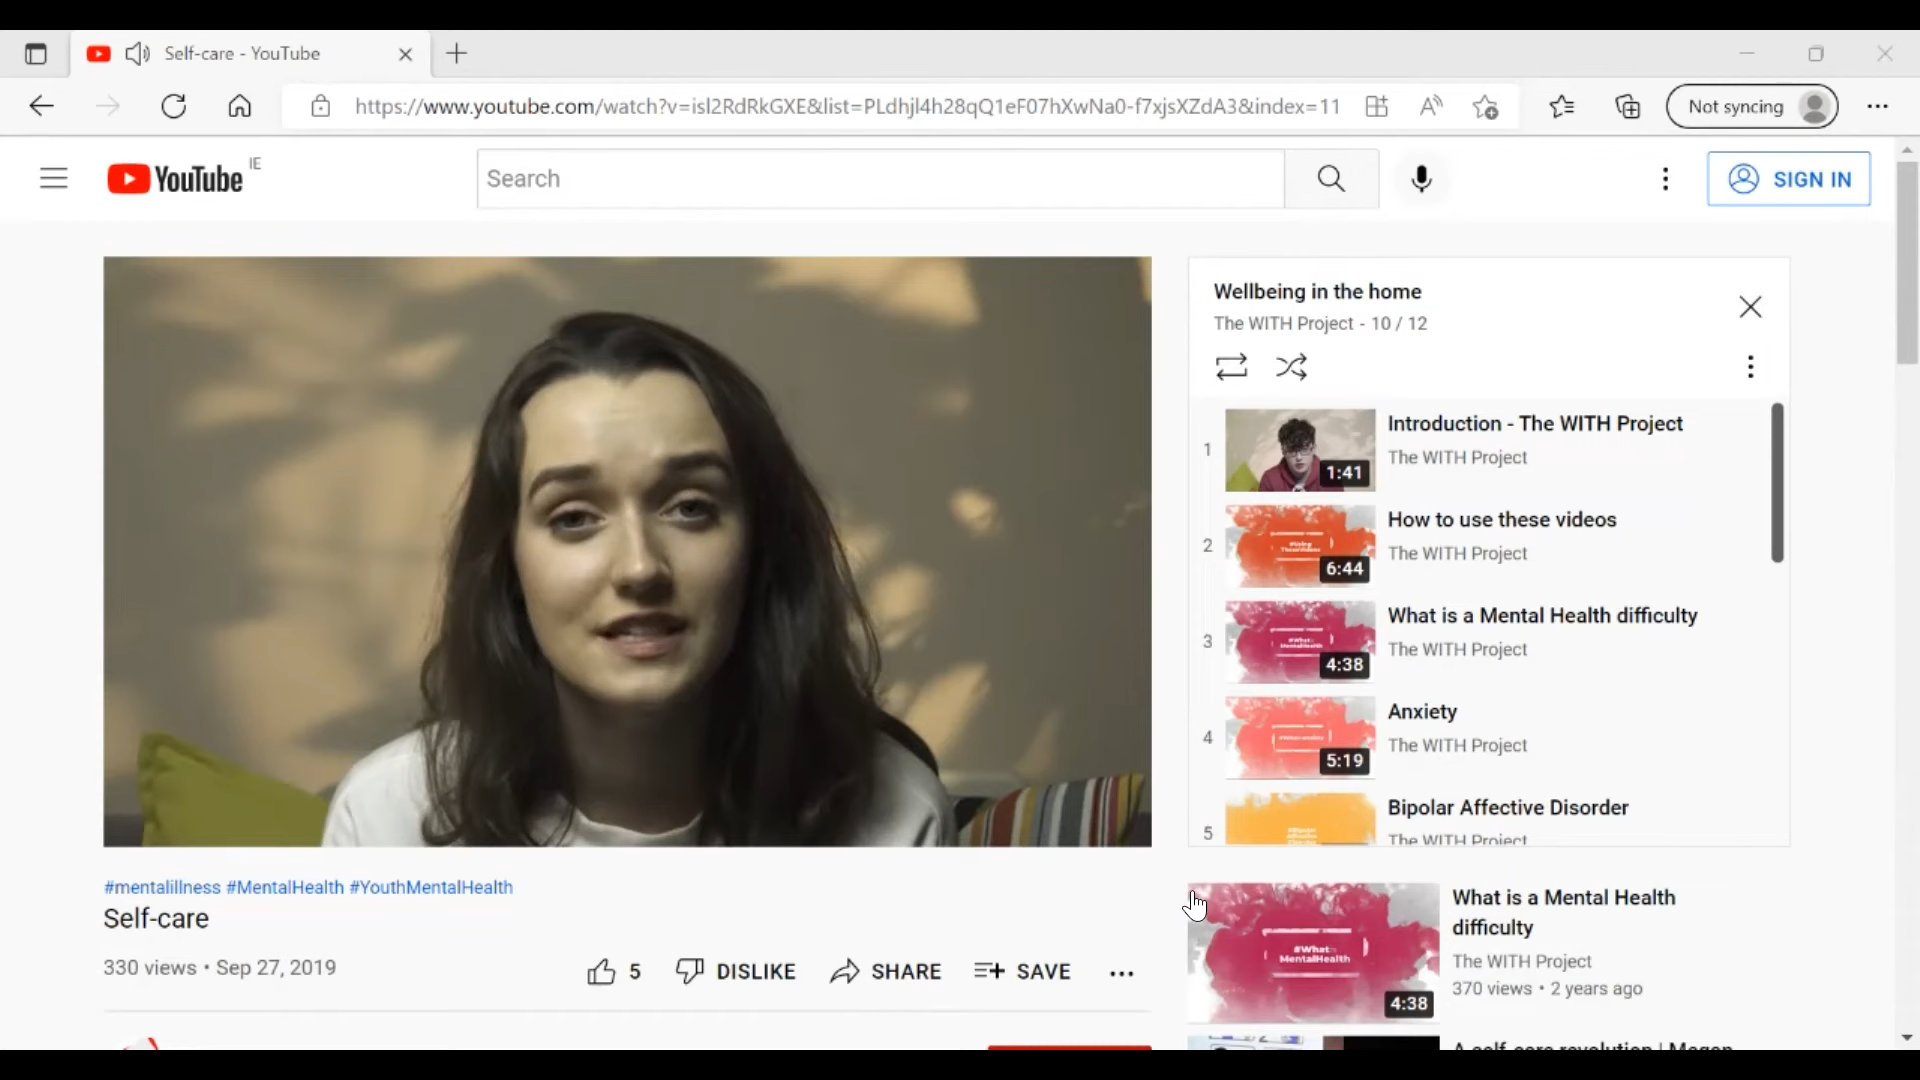 Self-care - YouTube
https://www.youtube.com/watch?v=isl2RdRkGXE&list=PLdhjl4h28qQ1eF07hXwNa0-f7xjsXZdA3&index=11
Not syncing
YouTube IE
Search
SIGN IN
Wellbeing in the home
The WITH Project - 10 / 12
1
1:41
Introduction - The WITH Project
The WITH Project
2
6:44
How to use these videos
The WITH Project
3
4:38
What is a Mental Health difficulty
The WITH Project
4
5:19
Anxiety
The WITH Project
5
Bipolar Affective Disorder
The WITH Project
#mentalillness #MentalHealth #YouthMentalHealth
Self-care
330 views • Sep 27, 2019
5
DISLIKE
SHARE
SAVE
#What
MentalHealth
4:38
What is a Mental Health
difficulty
The WITH Project
370 views • 2 years ago